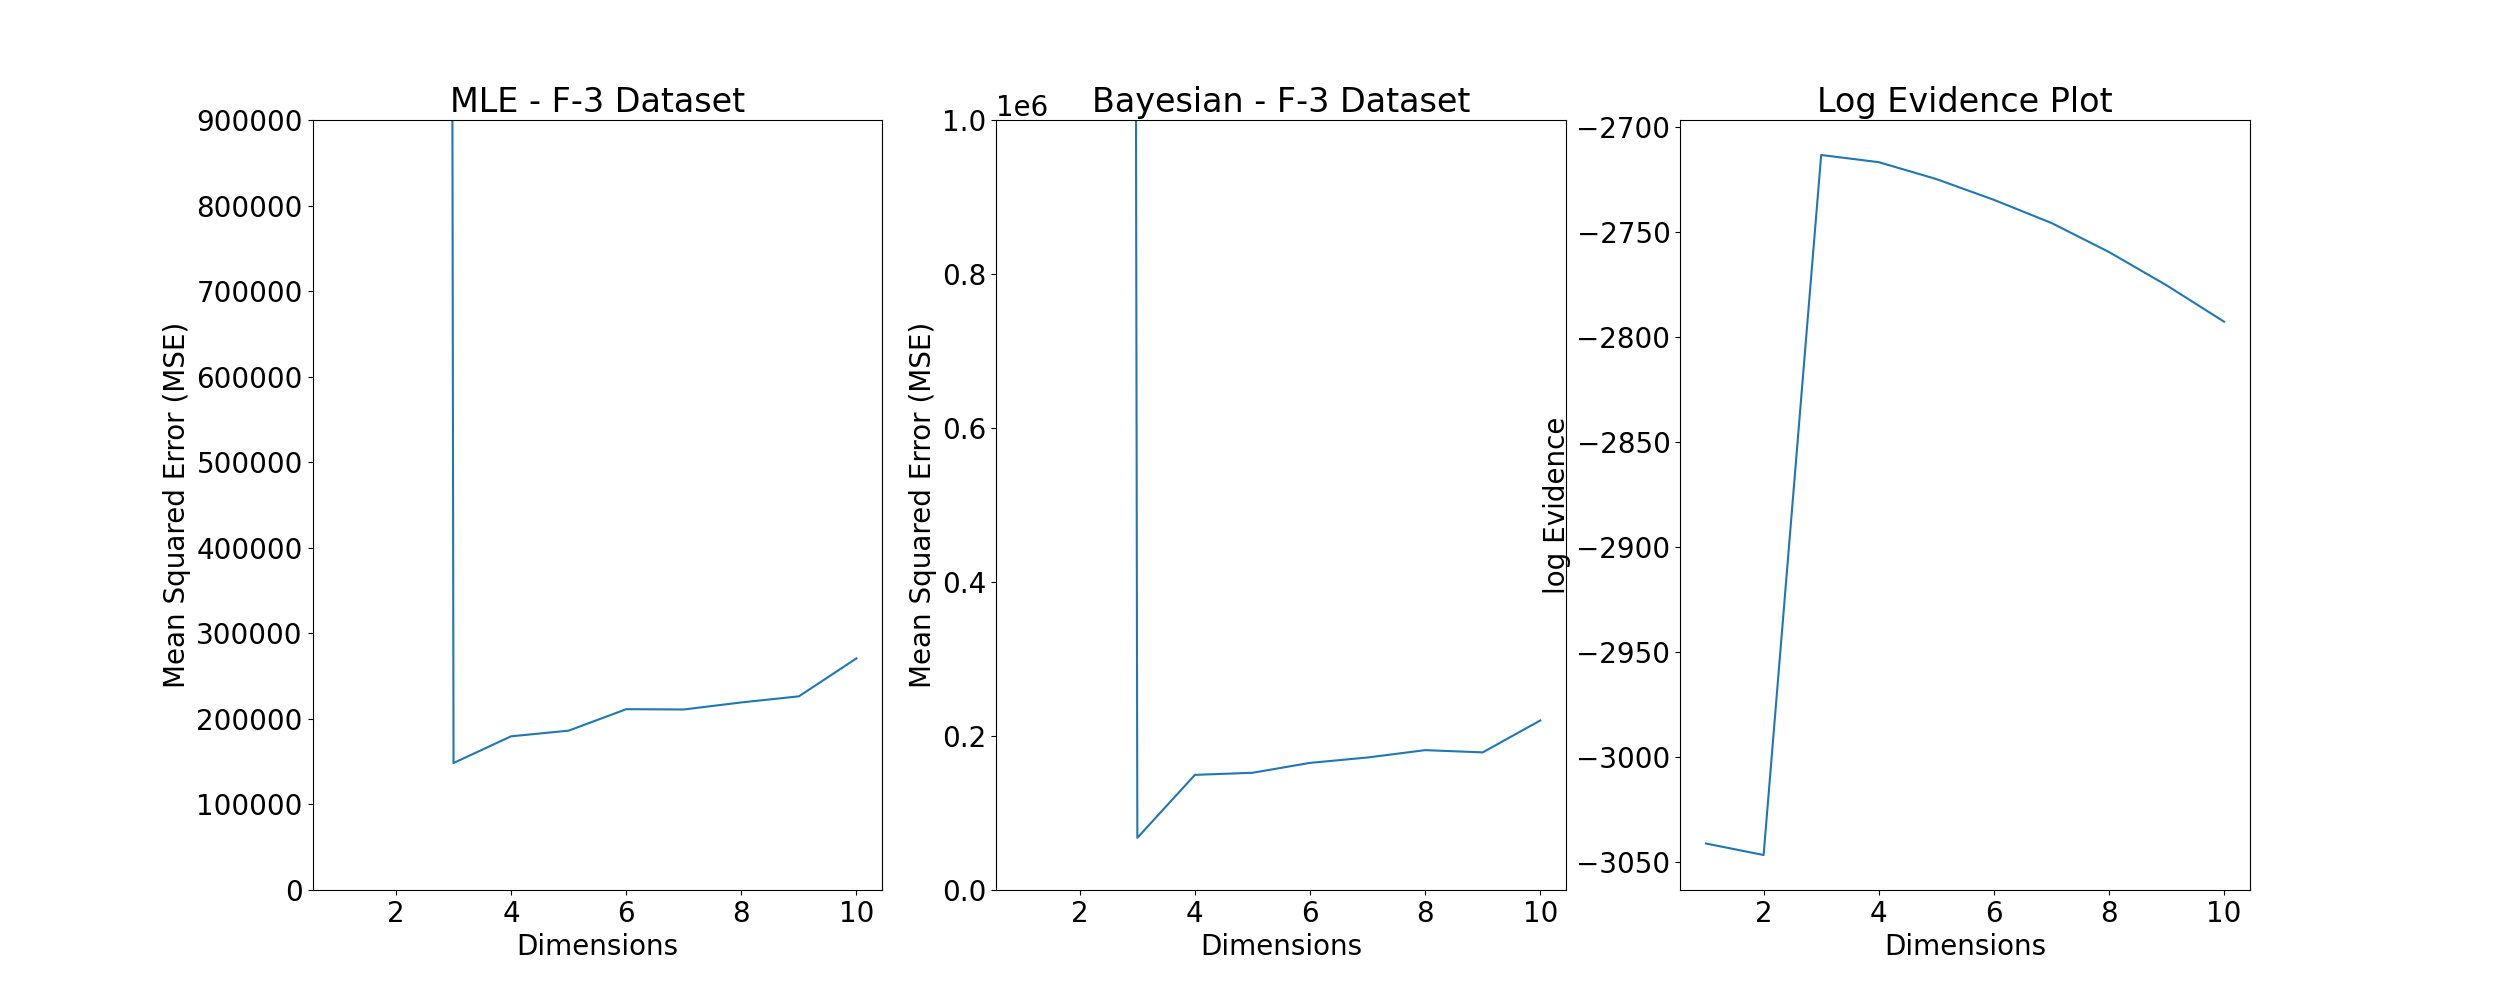 MLE - F-3 Dataset
900000
800000
700000
600000
500000
400000
300000
200000
100000
0
Mean Squared Error (MSE)
2 4 6 8 10
Dimensions
Bayesian - F-3 Dataset
1e6
1.0
0.8
0.6
0.4
0.2
0.0
Mean Squared Error (MSE)
2 4 6 8 10
Dimensions
Log Evidence Plot
−2700
−2750
−2800
−2850
−2900
−2950
−3000
−3050
log Evidence
2 4 6 8 10
Dimensions